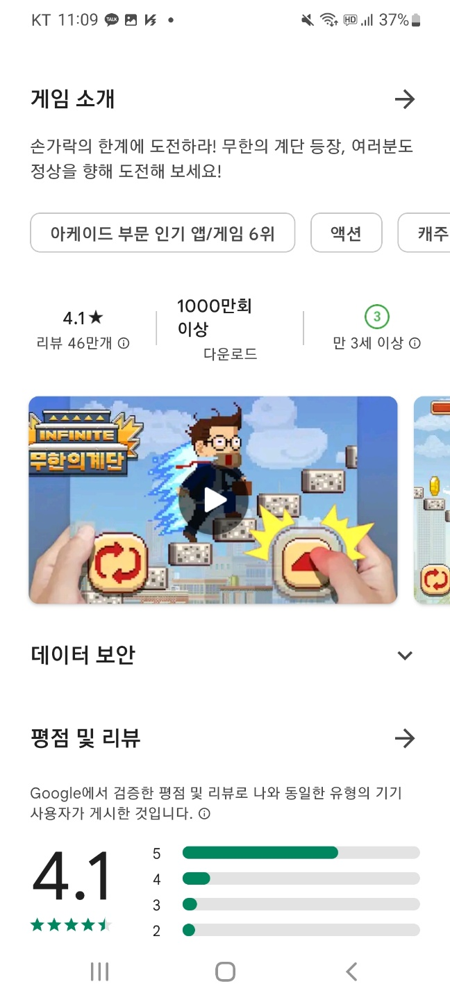 KT 11:09 TALK HD 37%
게임 소개
손가락의 한계에 도전하라! 무한의 계단 등장, 여러분도
정상을 향해 도전해 보세요!
아케이드 부문 인기 앱/게임 6위 액션 캐주
4.1★ 1000만회 이상 3
리뷰 46만개 다운로드 만 3세 이상
INFINITE
무한의계단
데이터 보안
평점 및 리뷰
Google에서 검증한 평점 및 리뷰로 나와 동일한 유형의 기기
사용자가 게시한 것입니다.
4.1
5
4
3
2